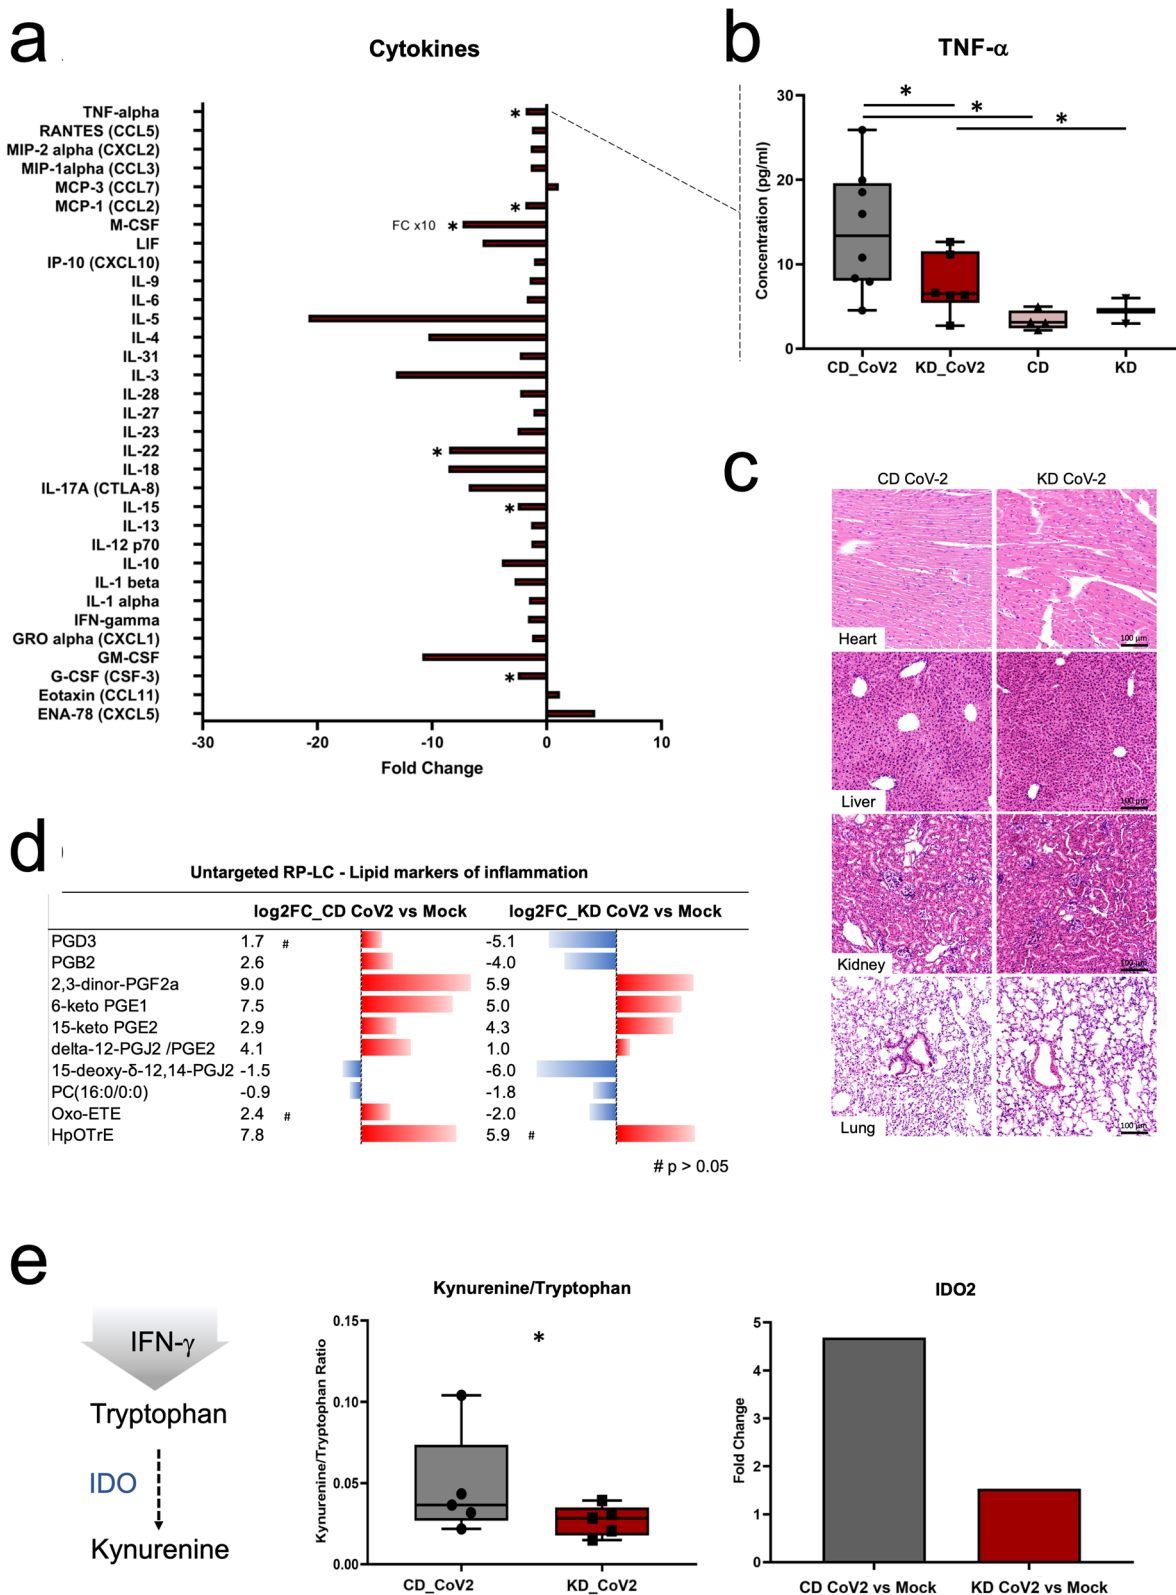 a
Cytokines
TNF-alpha
*
RANTES (CCL5)
MIP-2 alpha (CXCL2)
MIP-1alpha (CCL3)
MCP-3 (CCL7)
MCP-1 (CCL2)
*
M-CSF
FC x10 *
LIF
IP-10 (CXCL10)
IL-9
IL-6
IL-5
IL-4
IL-31
IL-3
IL-28
IL-27
IL-23
IL-22
*
IL-18
IL-17A (CTLA-8)
IL-15
*
IL-13
IL-12 p70
IL-10
IL-1 beta
IL-1 alpha
IFN-gamma
GRO alpha (CXCL1)
GM-CSF
G-CSF (CSF-3)
*
Eotaxin (CCL11)
ENA-78 (CXCL5)
-30 -20 -10 0 10
Fold Change
b
TNF-α
Concentration (pg/ml)
30
20
10
0
*
*
*
CD_CoV2 KD_CoV2 CD KD
c
CD CoV-2 KD CoV-2
Heart
100 µm
Liver
100 µm
Kidney
100 µm
Lung
100 µm
d
Untargeted RP-LC - Lipid markers of inflammation
log2FC_CD CoV2 vs Mock log2FC_KD CoV2 vs Mock
PGD3 1.7 # -5.1
PGB2 2.6 -4.0
2,3-dinor-PGF2a 9.0 5.9
6-keto PGE1 7.5 5.0
15-keto PGE2 2.9 4.3
delta-12-PGJ2 /PGE2 4.1 1.0
15-deoxy-δ-12,14-PGJ2 -1.5 -6.0
PC(16:0/0:0) -0.9 -1.8
Oxo-ETE 2.4 # -2.0
HpOTrE 7.8 5.9 #
# p > 0.05
e
IFN-γ
Tryptophan
IDO
Kynurenine
Kynurenine/Tryptophan
Kynurenine/Tryptophan Ratio
0.15
0.10
0.05
0.00
*
CD_CoV2 KD_CoV2
IDO2
Fold Change
5
4
3
2
1
0
CD CoV2 vs Mock KD CoV2 vs Mock